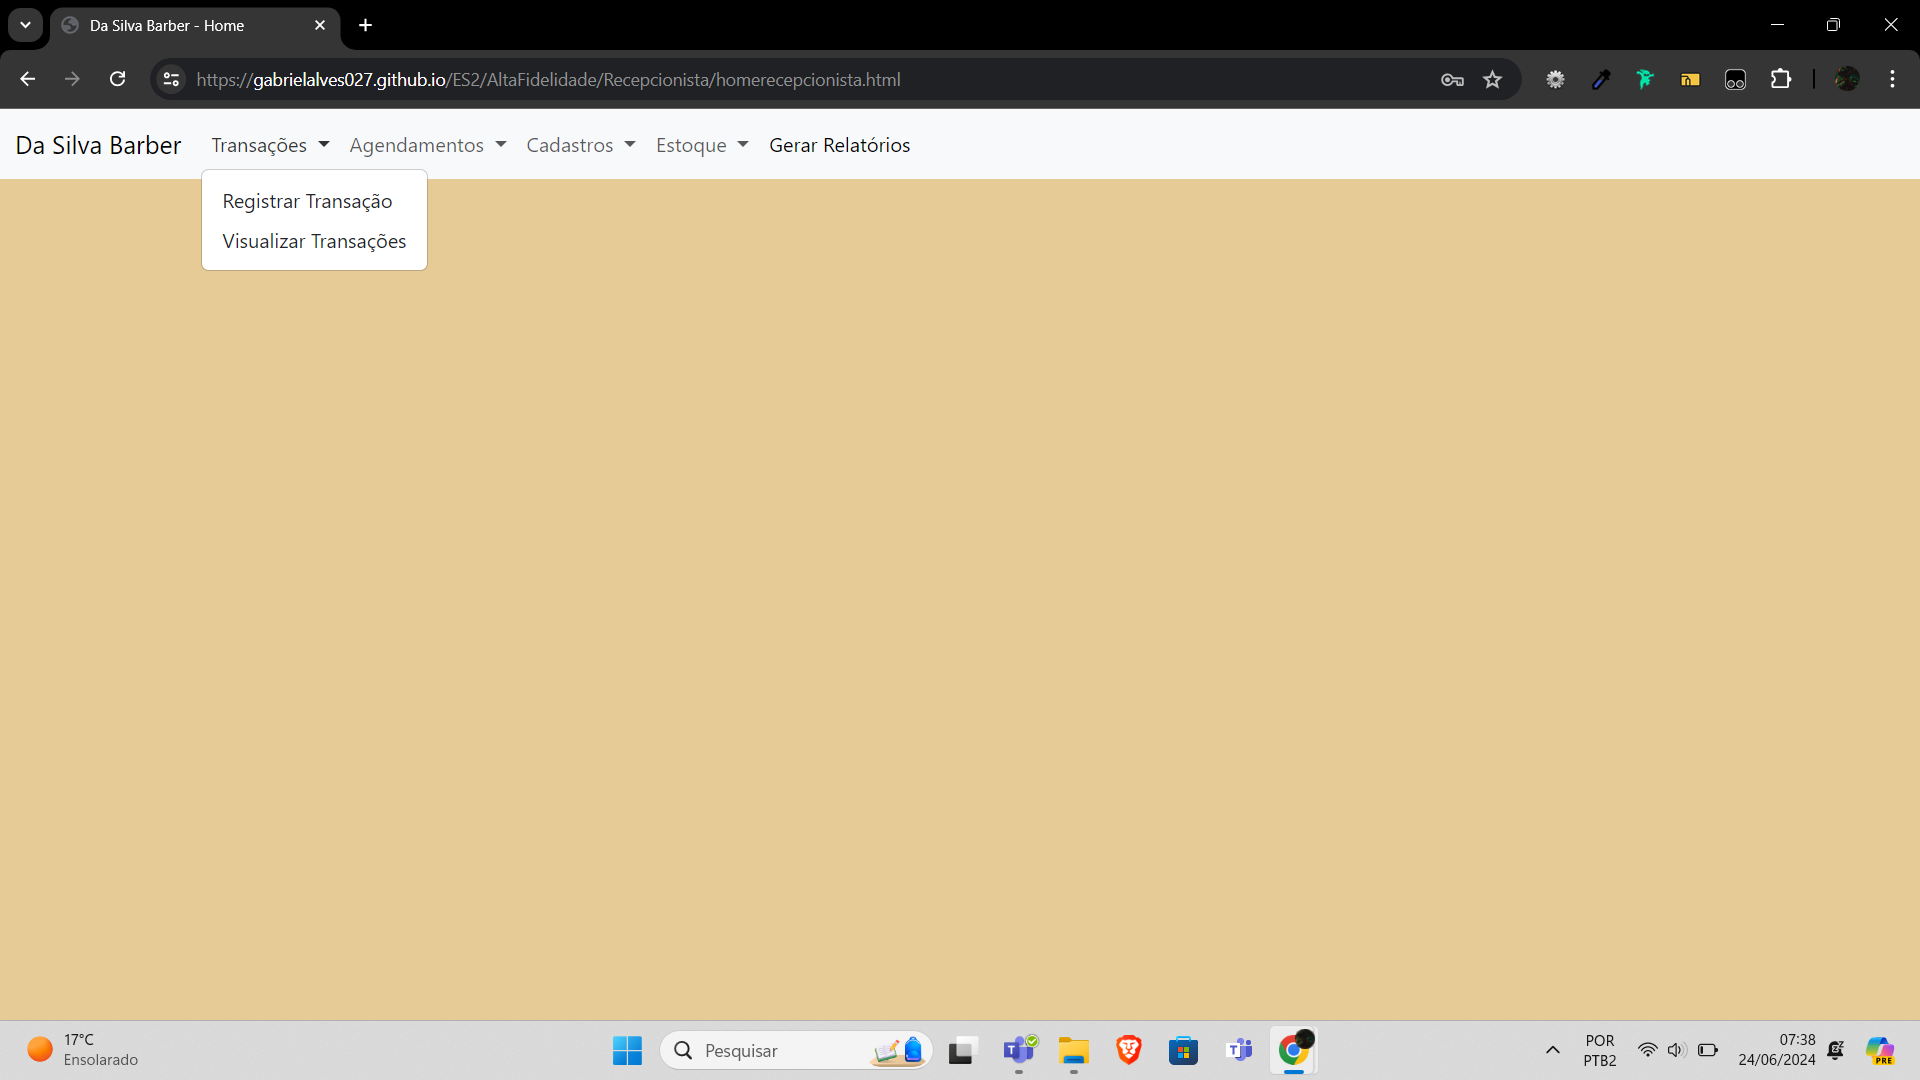 Da Silva Barber - Home
https://gabrielalves027.github.io/ES2/AltaFidelidade/Recepcionista/homerecepcionista.html
Da Silva Barber Transações Agendamentos Cadastros Estoque Gerar Relatórios
Registrar Transação
Visualizar Transações
17°C
Ensolarado
Pesquisar
POR
PTB2
07:38
24/06/2024
PRE